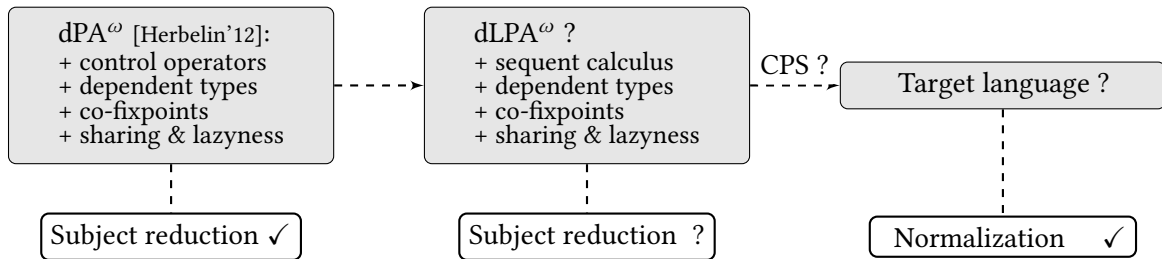 dPA^ω [Herbelin'12]:
+ control operators
+ dependent types
+ co-fixpoints
+ sharing & lazyness
dLPA^ω ?
+ sequent calculus
+ dependent types
+ co-fixpoints
+ sharing & lazyness
CPS ?
Target language ?
Subject reduction ✓
Subject reduction ?
Normalization ✓